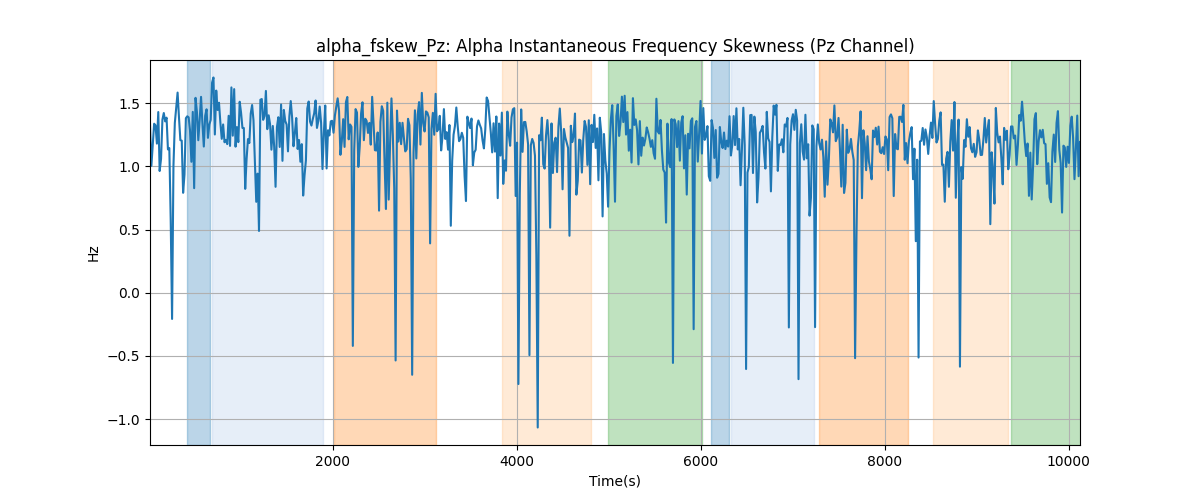 alpha_fskew_Pz: Alpha Instantaneous Frequency Skewness (Pz Channel)
1.5
1.0
0.5
0.0
−0.5
−1.0
Hz
2000 4000 6000 8000 10000
Time(s)